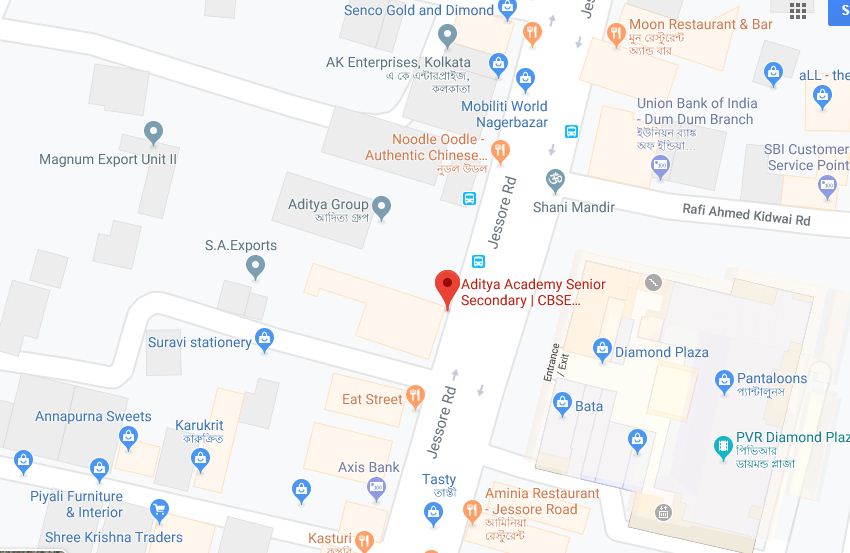 Senco Gold and Dimond
Jessore Rd
Moon Restaurant & Bar
মুন রেস্টুরেন্ট
অ্যান্ড বার
AK Enterprises, Kolkata
এ কে এন্টারপ্রাইজ,
কলকাতা
aLL - the
Mobiliti World
Nagerbazar
Union Bank of India
- Dum Dum Branch
ইউনিয়ন ব্যাঙ্ক
অফ ইন্ডিয়া...
Magnum Export Unit II
Noodle Oodle -
Authentic Chinese...
নুডল উডল
SBI Customer
Service Point
Aditya Group
আদিত্য গ্রুপ
Jessore Rd
Shani Mandir
Rafi Ahmed Kidwai Rd
S.A.Exports
Aditya Academy Senior
Secondary | CBSE...
Suravi stationery
Entrance
/ Exit
Diamond Plaza
Pantaloons
প্যান্টালুনস
Eat Street
Jessore Rd
Bata
Annapurna Sweets
Karukrit
কারুক্রিত
PVR Diamond Plaz
পিভিআর
ডায়মন্ড প্লাজা
Axis Bank
Tasty
তাস্তী
Piyali Furniture
& Interior
Aminia Restaurant
- Jessore Road
আমিনিয়া
রেস্টুরেন্ট
Shree Krishna Traders
Kasturi
S